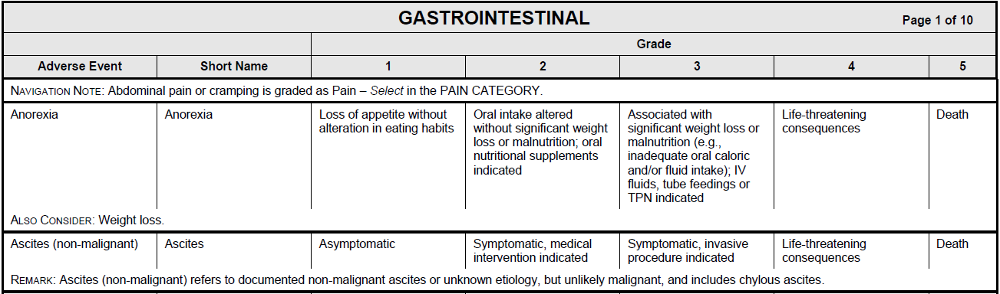 GASTROINTESTINAL
Page 1 of 10
Grade
Adverse Event Short Name 1 2 3 4 5
NAVIGATION NOTE: Abdominal pain or cramping is graded as Pain – Select in the PAIN CATEGORY.
Anorexia
Anorexia
Loss of appetite without
alteration in eating habits
Oral intake altered
without significant weight
loss or malnutrition; oral
nutritional supplements
indicated
Associated with
significant weight loss or
malnutrition (e.g.,
inadequate oral caloric
and/or fluid intake); IV
fluids, tube feedings or
TPN indicated
Life-threatening
consequences
Death
ALSO CONSIDER: Weight loss.
Ascites (non-malignant)
Ascites
Asymptomatic
Symptomatic, medical
intervention indicated
Symptomatic, invasive
procedure indicated
Life-threatening
consequences
Death
REMARK: Ascites (non-malignant) refers to documented non-malignant ascites or unknown etiology, but unlikely malignant, and includes chylous ascites.